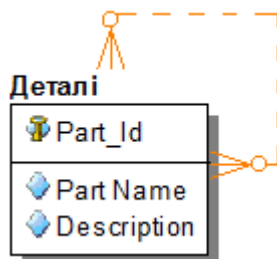 Деталі
Part_Id
Part Name
Description